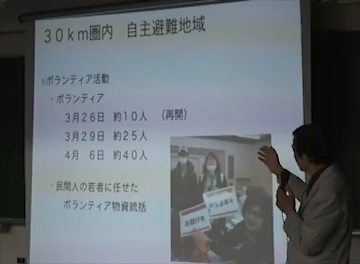 30km圏内 自主避難地域
○ボランティア活動
・ボランティア
3月26日 約10人 (再開)
3月29日 約25人
4月 6日 約40人
・民間人の若者に任せた
ボランティア物資統括